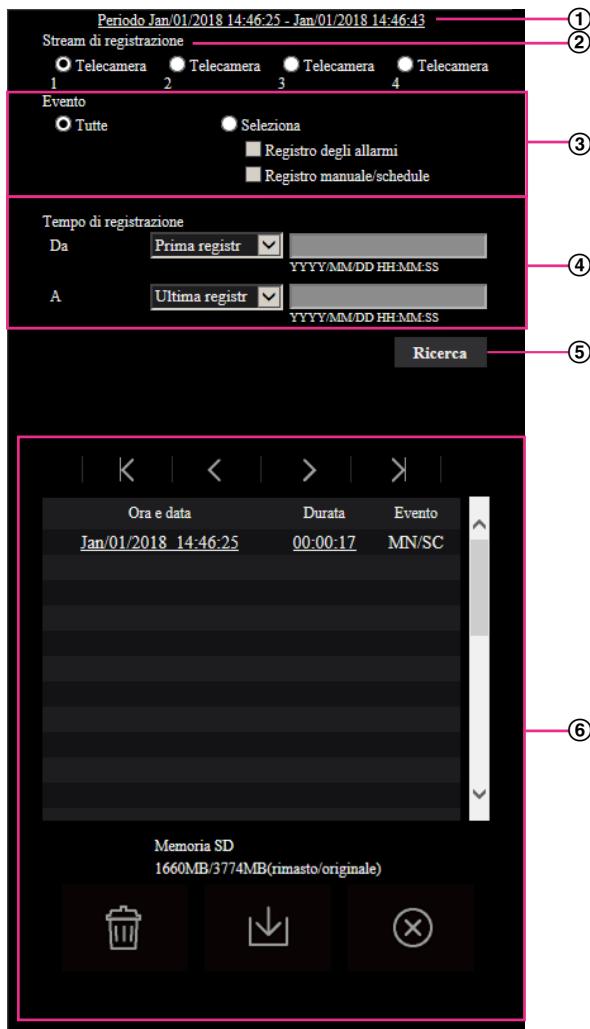 Periodo Jan/01/2018 14:46:25 - Jan/01/2018 14:46:43 ①
Stream di registrazione ②
Telecamera 1 Telecamera 2 Telecamera 3 Telecamera 4
Evento
Tutte Seleziona ③
Registro degli allarmi
Registro manuale/schedule
Tempo di registrazione
Da Prima registr
YYYY/MM/DD HH:MM:SS ④
A Ultima registr
YYYY/MM/DD HH:MM:SS
Ricerca ⑤
Ora e data Durata Evento
Jan/01/2018 14:46:25 00:00:17 MN/SC
⑥
Memoria SD
1660MB/3774MB(rimasto/originale)